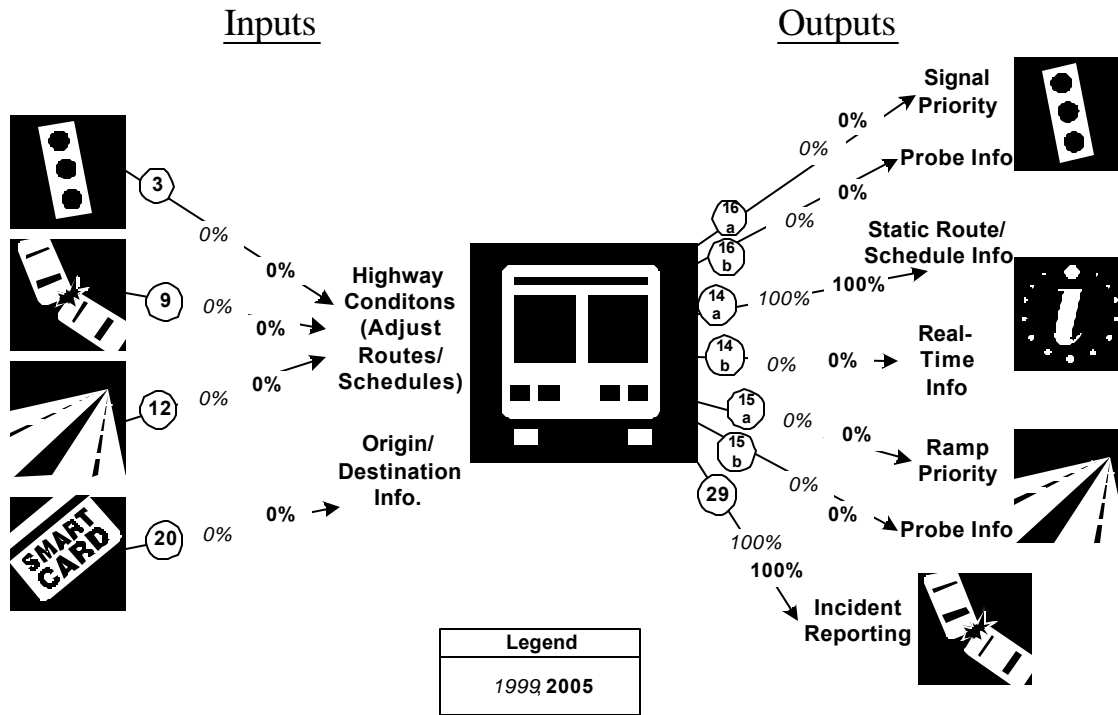 Inputs
Outputs
3
0%
0%
9
0%
0%
12
0%
0%
Highway
Conditons
(Adjust
Routes/
Schedules)
SMART
CARD
20
0%
0%
Origin/
Destination
Info.
16
a
0%
0%
Signal
Priority
16
b
0%
0%
Probe Info
14
a
100%
100%
Static Route/
Schedule Info
i
14
b
0%
0%
Real-
Time
Info
15
a
0%
0%
Ramp
Priority
15
b
0%
0%
Probe Info
29
100%
100%
Incident
Reporting
Legend
1999, 2005